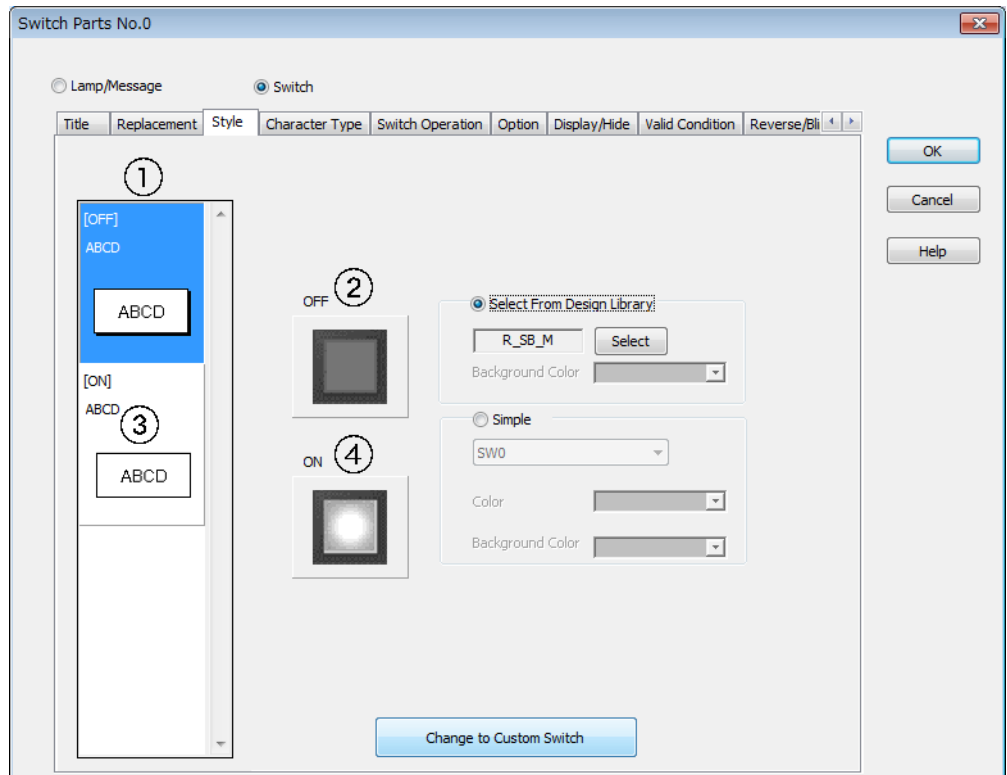 Switch Parts No.0
Lamp/Message Switch
Title Replacement Style Character Type Switch Operation Option Display/Hide Valid Condition Reverse/Bli
OK
Cancel
Help
①
[OFF]
ABCD
ABCD
[ON]
ABCD
③
ABCD
OFF ②
ON ④
Select From Design Library
R_SB_M Select
Background Color
Simple
SW0
Color
Background Color
Change to Custom Switch